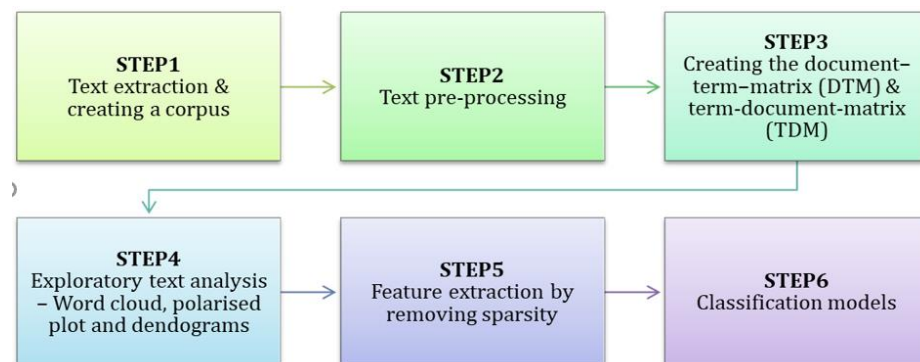 STEP1
Text extraction &
creating a corpus
STEP2
Text pre-processing
STEP3
Creating the document–
term–matrix (DTM) &
term-document-matrix
(TDM)
STEP4
Exploratory text analysis
– Word cloud, polarised
plot and dendograms
STEP5
Feature extraction by
removing sparsity
STEP6
Classification models